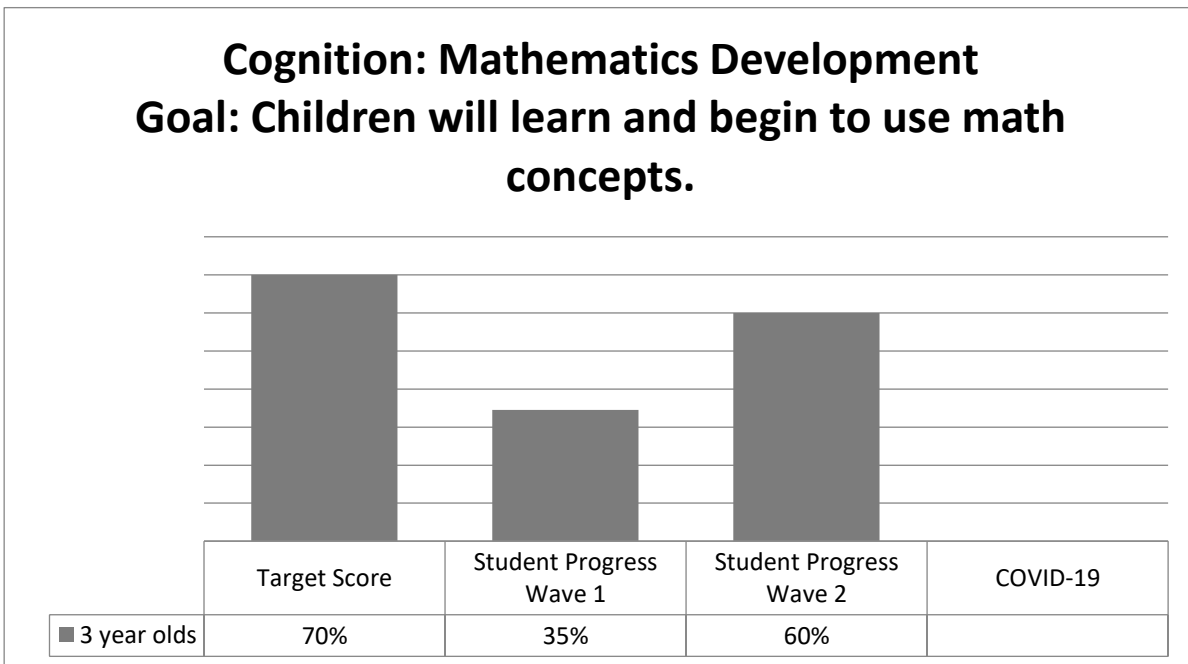 Cognition: Mathematics Development
Goal: Children will learn and begin to use math
concepts.
Target Score
Student Progress
Wave 1
Student Progress
Wave 2
COVID-19
3 year olds 70% 35% 60%